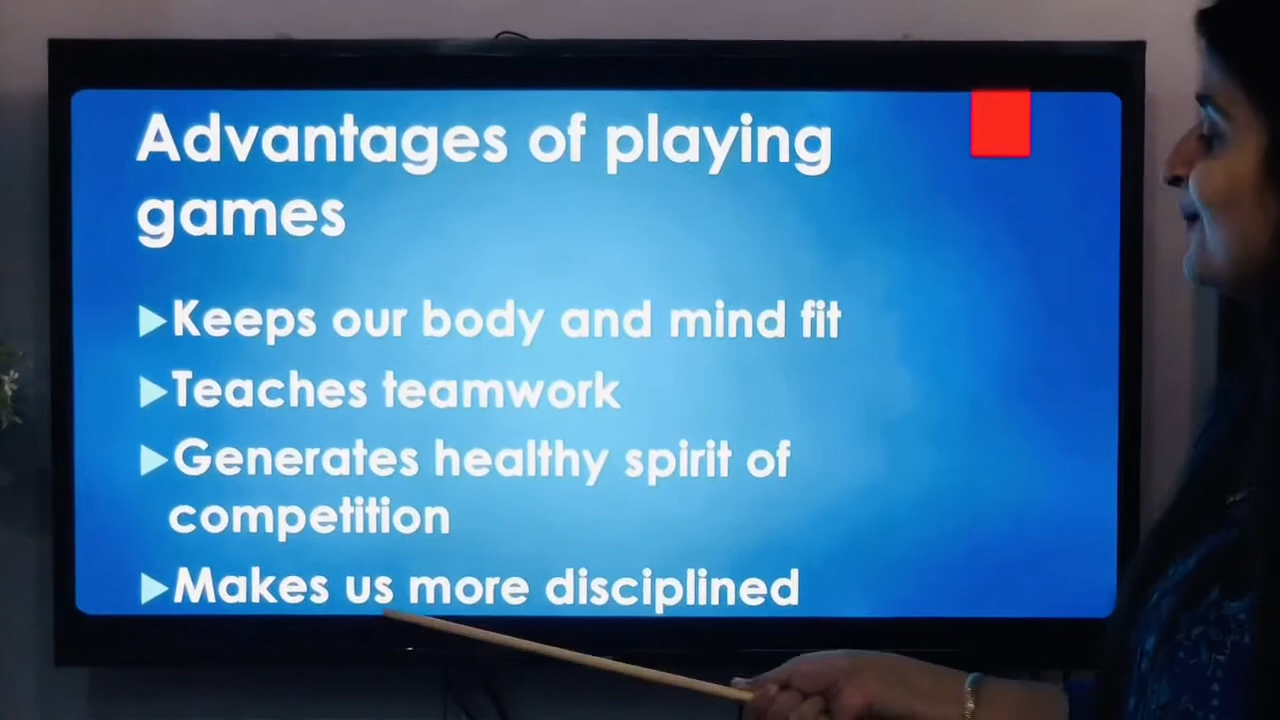 Advantages of playing
games
Keeps our body and mind fit
Teaches teamwork
Generates healthy spirit of
competition
Makes us more disciplined